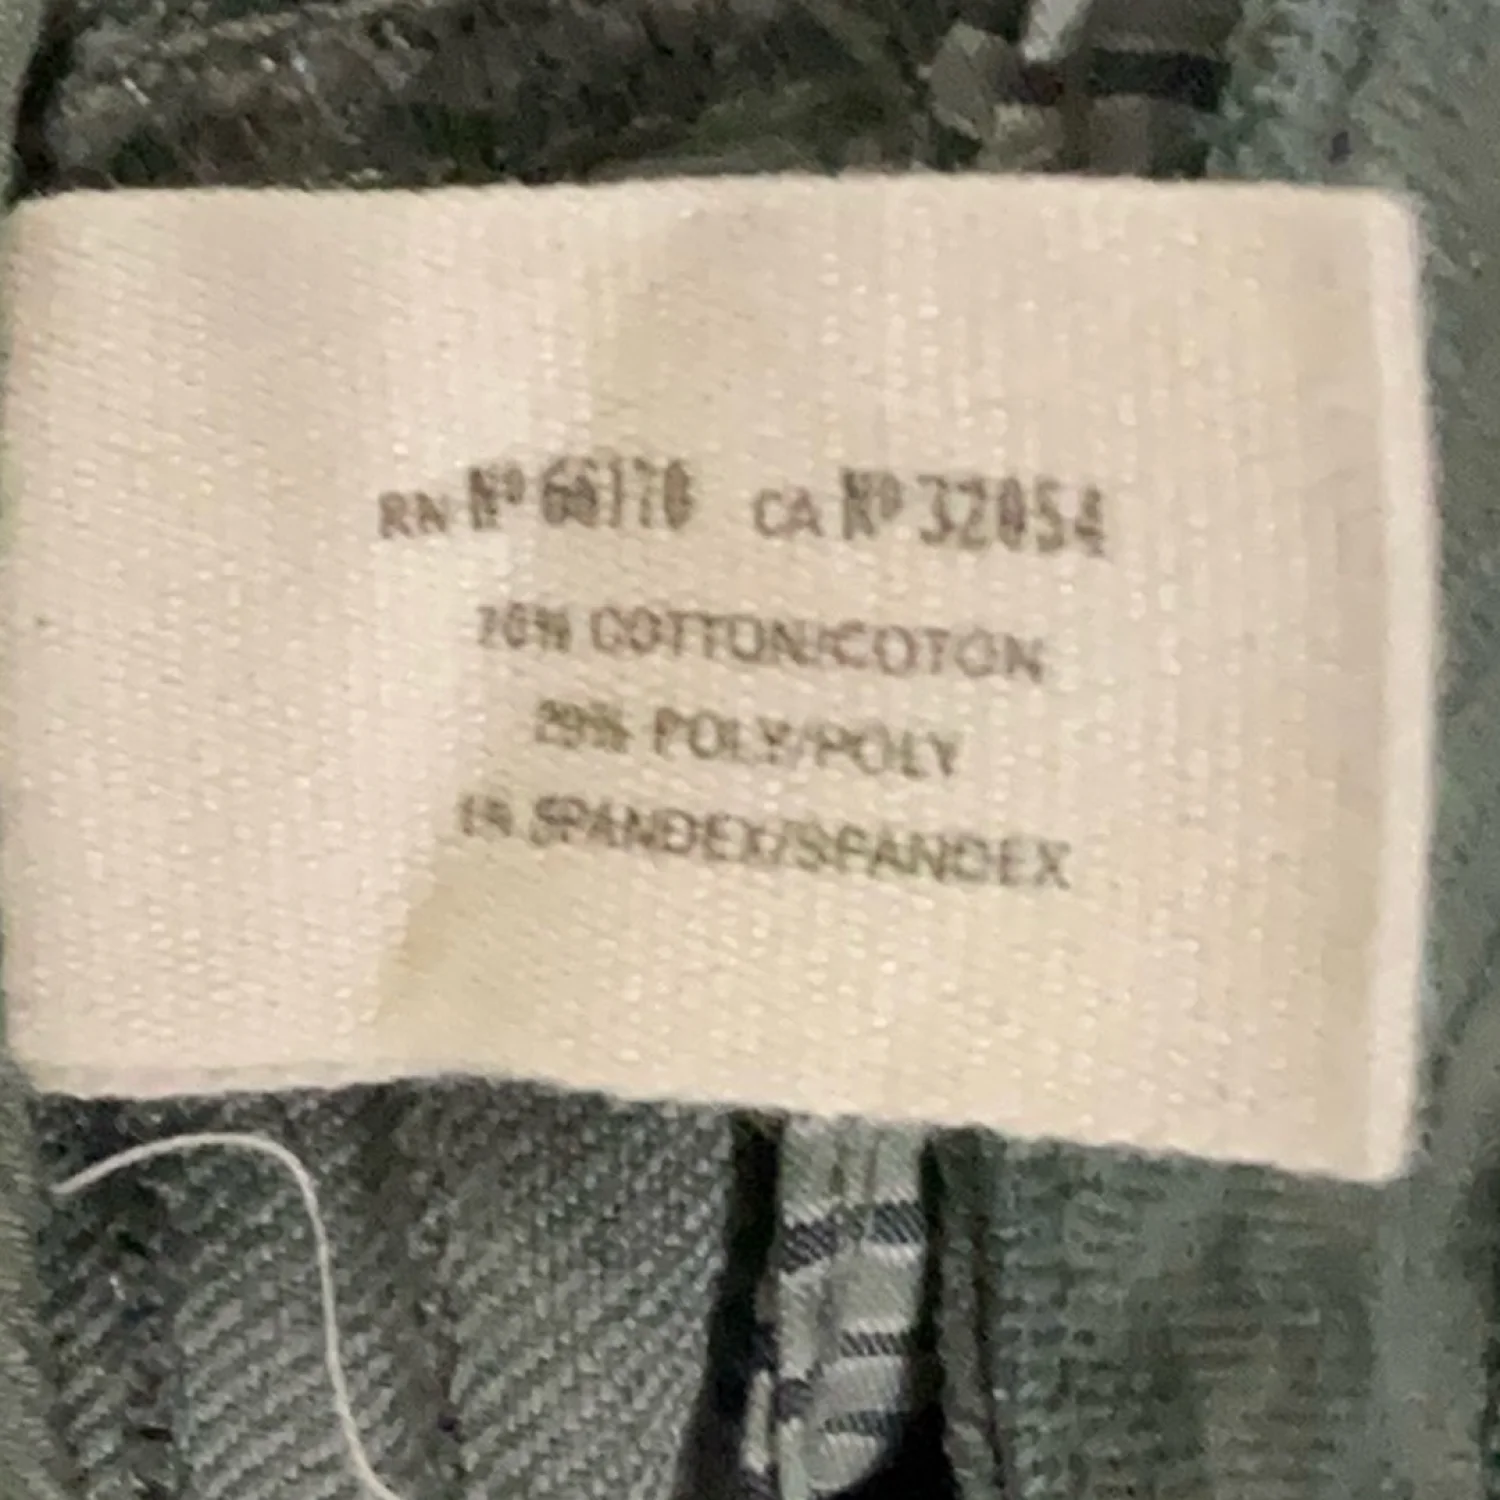 RN Nº 66170 CA Nº 32054
70% COTTON/COTON
29% POLY/POLY
1% SPANDEX/SPANDEX